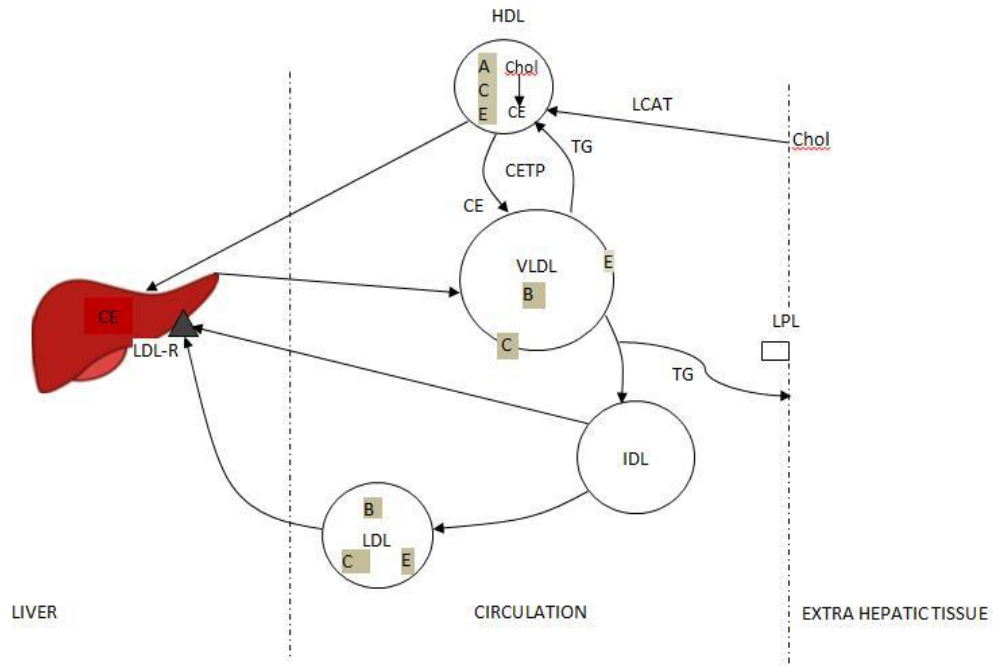 HDL
A
Chol
C
E
CE
LCAT
Chol
TG
CETP
CE
VLDL
E
B
C
CE
LDL-R
LPL
TG
IDL
B
LDL
C
E
LIVER
CIRCULATION
EXTRA HEPATIC TISSUE